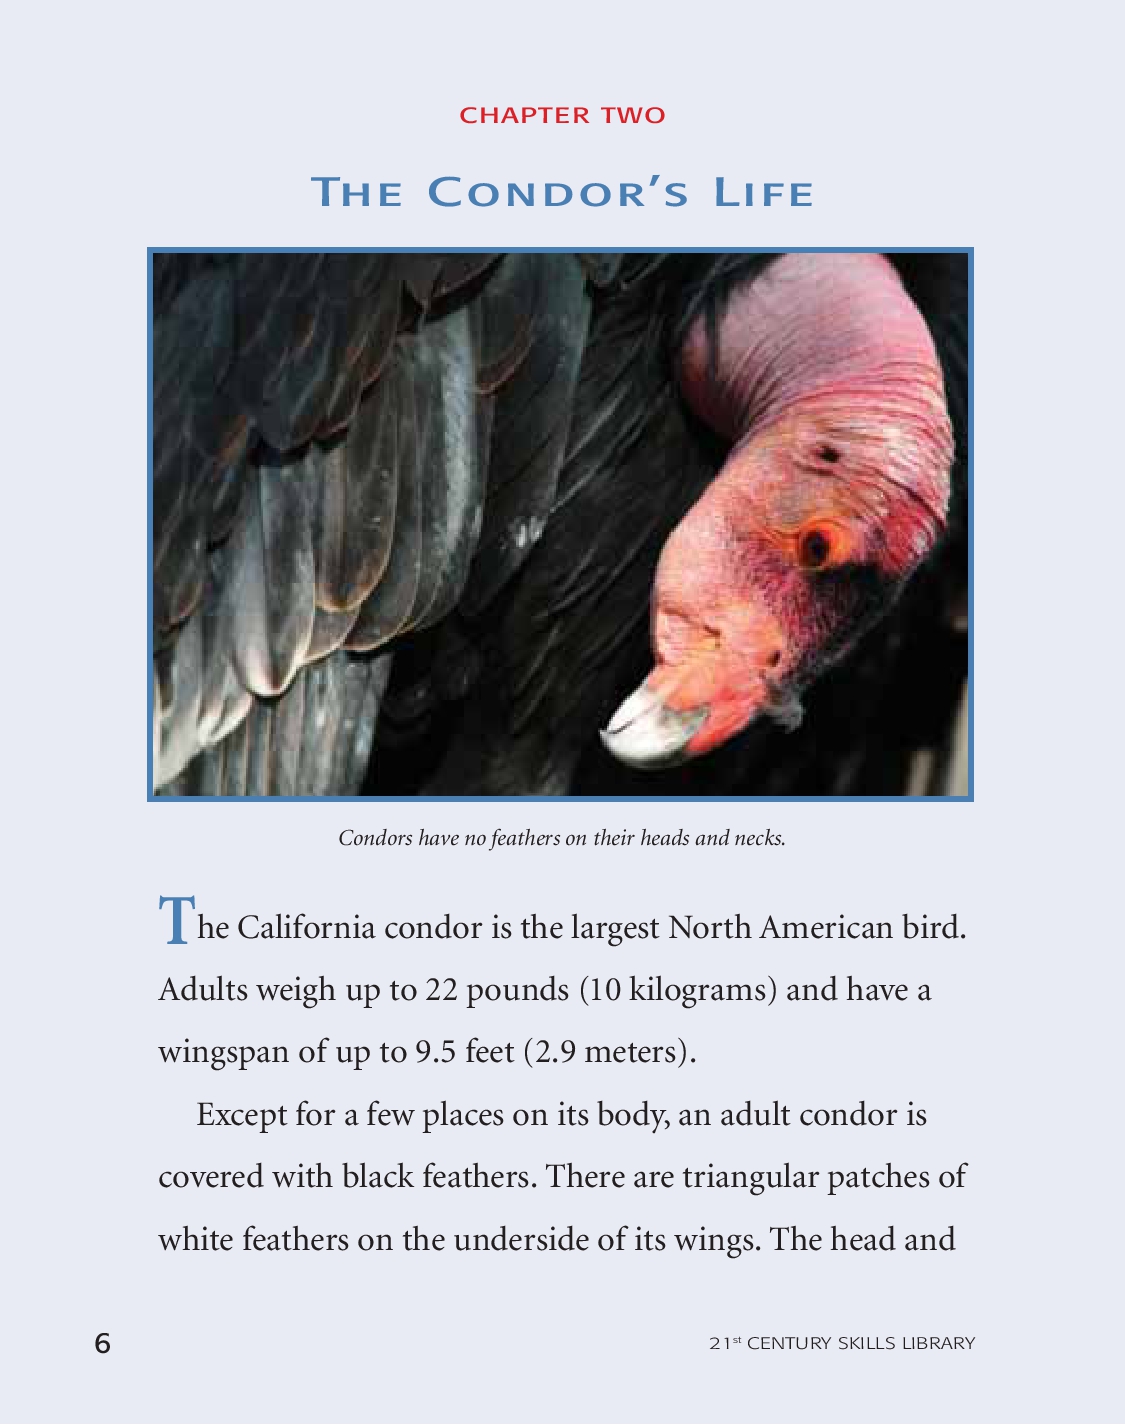 CHAPTER TWO
THE CONDOR’S LIFE
Condors have no feathers on their heads and necks.
The California condor is the largest North American bird.
Adults weigh up to 22 pounds (10 kilograms) and have a
wingspan of up to 9.5 feet (2.9 meters).
Except for a few places on its body, an adult condor is
covered with black feathers. There are triangular patches of
white feathers on the underside of its wings. The head and
6
21st CENTURY SKILLS LIBRARY